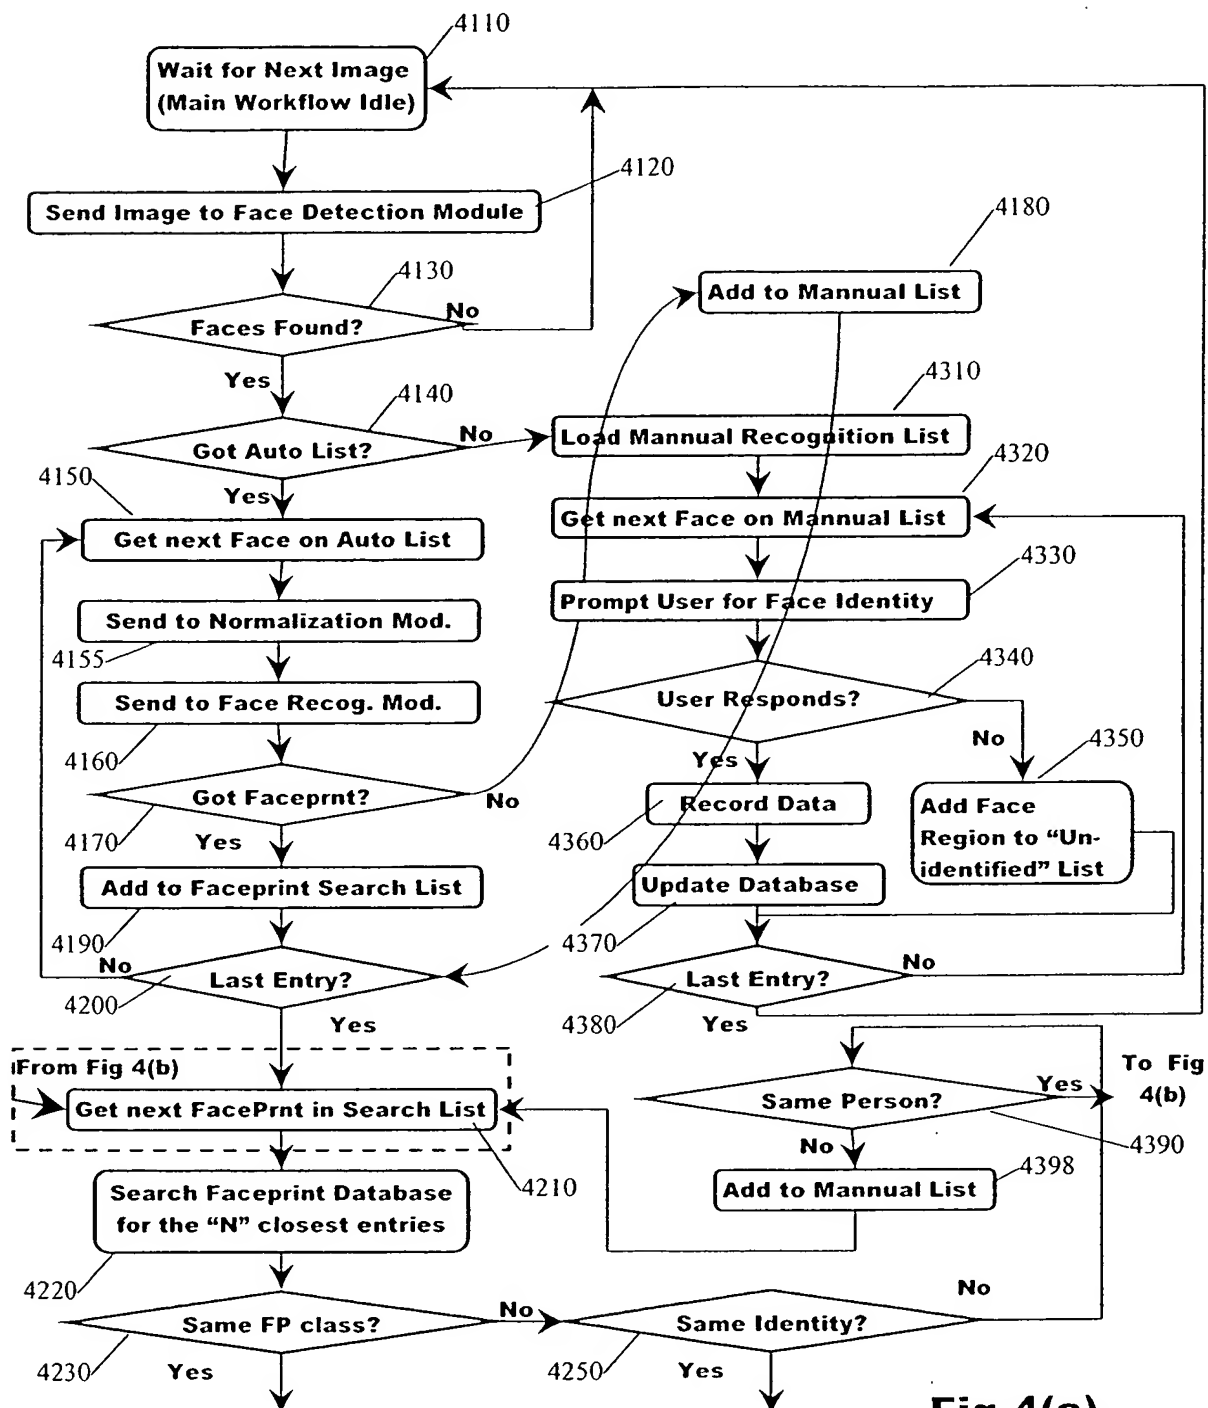 4110
Wait for Next Image
(Main Workflow Idle)
4120
Send Image to Face Detection Module
4180
Add to Mannual List
4130
No
Faces Found?
Yes
4140
4310
Got Auto List?
No
Load Mannual Recognition List
4150
Yes
4320
Get next Face on Auto List
Get next Face on Mannual List
4330
Send to Normalization Mod.
Prompt User for Face Identity
4155
4340
Send to Face Recog. Mod.
User Responds?
4160
No
4350
Yes
Got Faceprnt?
No
Record Data
Add Face
Region to “Un-
identified” List
4170
Yes
4360
Add to Faceprint Search List
Update Database
4190
4370
No
Last Entry?
Last Entry?
No
4200
Yes
4380
Yes
From Fig 4(b)
To Fig
4(b)
Get next FacePrnt in Search List
Same Person?
Yes
4390
No
4398
4210
Add to Mannual List
Search Faceprint Database
for the “N” closest entries
4220
No
No
Same FP class?
Same Identity?
4230
Yes
4250
Yes
Fig 4(a)